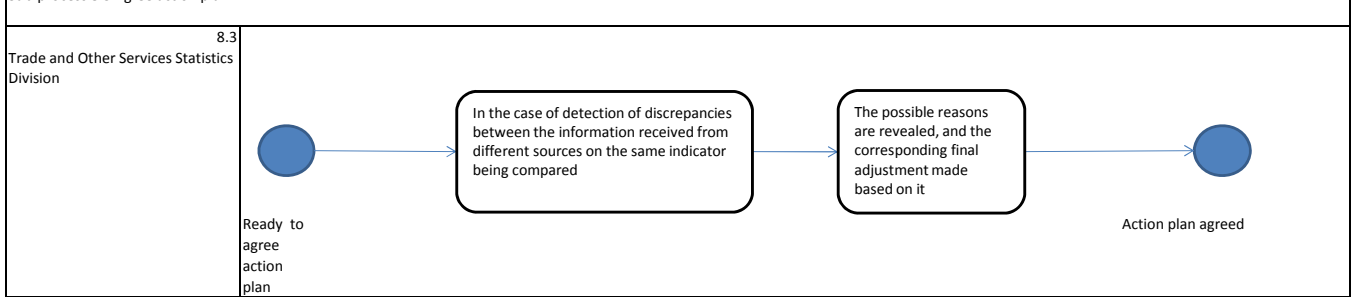 8.3
Trade and Other Services Statistics
Division
In the case of detection of discrepancies
between the information received from
different sources on the same indicator
being compared
The possible reasons
are revealed, and the
corresponding final
adjustment made
based on it
Ready to
agree
action
plan
Action plan agreed